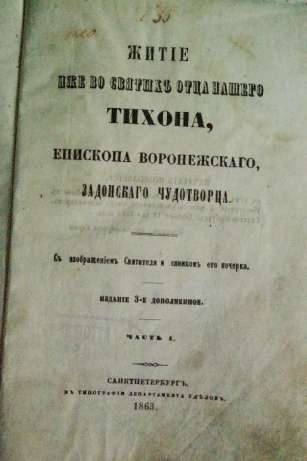 ЖИТІЕ
ИЖЕ ВО СВЯТЫХЪ ОТЦА НАШЕГО
ТИХОНА,
ЕПИСКОПА ВОРОНЕЖСКАГО,
ЗАДОНСКАГО ЧУДОТВОРЦА.
Съ изображеніемъ Святителя и снимкомъ его почерка.
ИЗДАНІЕ 3-е ДОПОЛНЕННОЕ.
ЧАСТЬ I.
САНКТПЕТЕРБУРГЪ.
ВЪ ТИПОГРАФІИ ДЕПАРТАМЕНТА УДѢЛОВЪ.
1863.